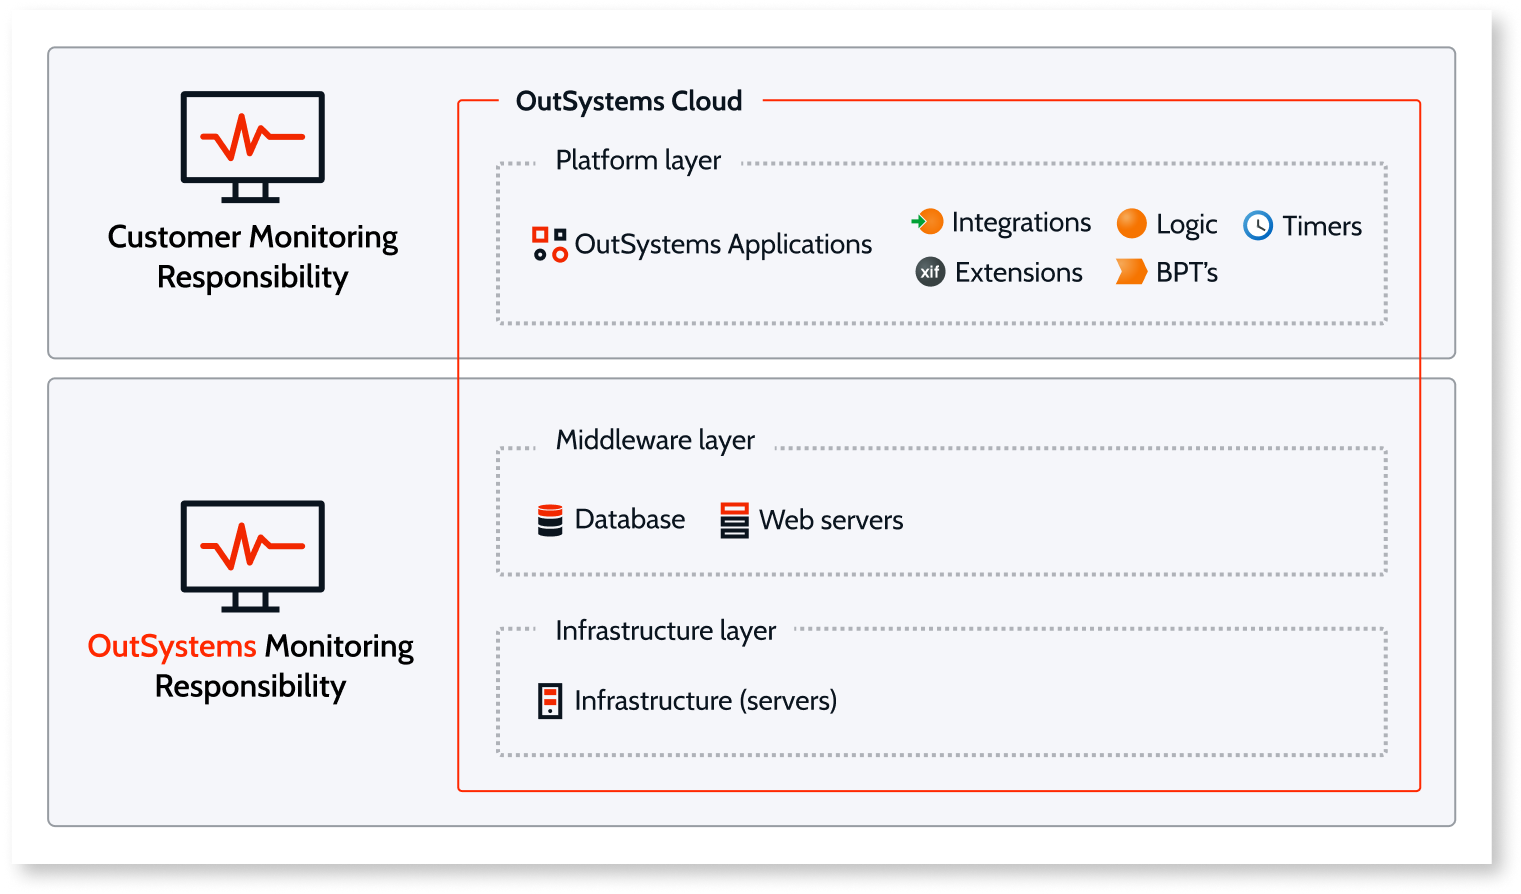 OutSystems Cloud
Customer Monitoring
Responsibility
Platform layer
OutSystems Applications
Integrations
Logic
Timers
xif
Extensions
BPT's
OutSystems Monitoring
Responsibility
Middleware layer
Database
Web servers
Infrastructure layer
Infrastructure (servers)